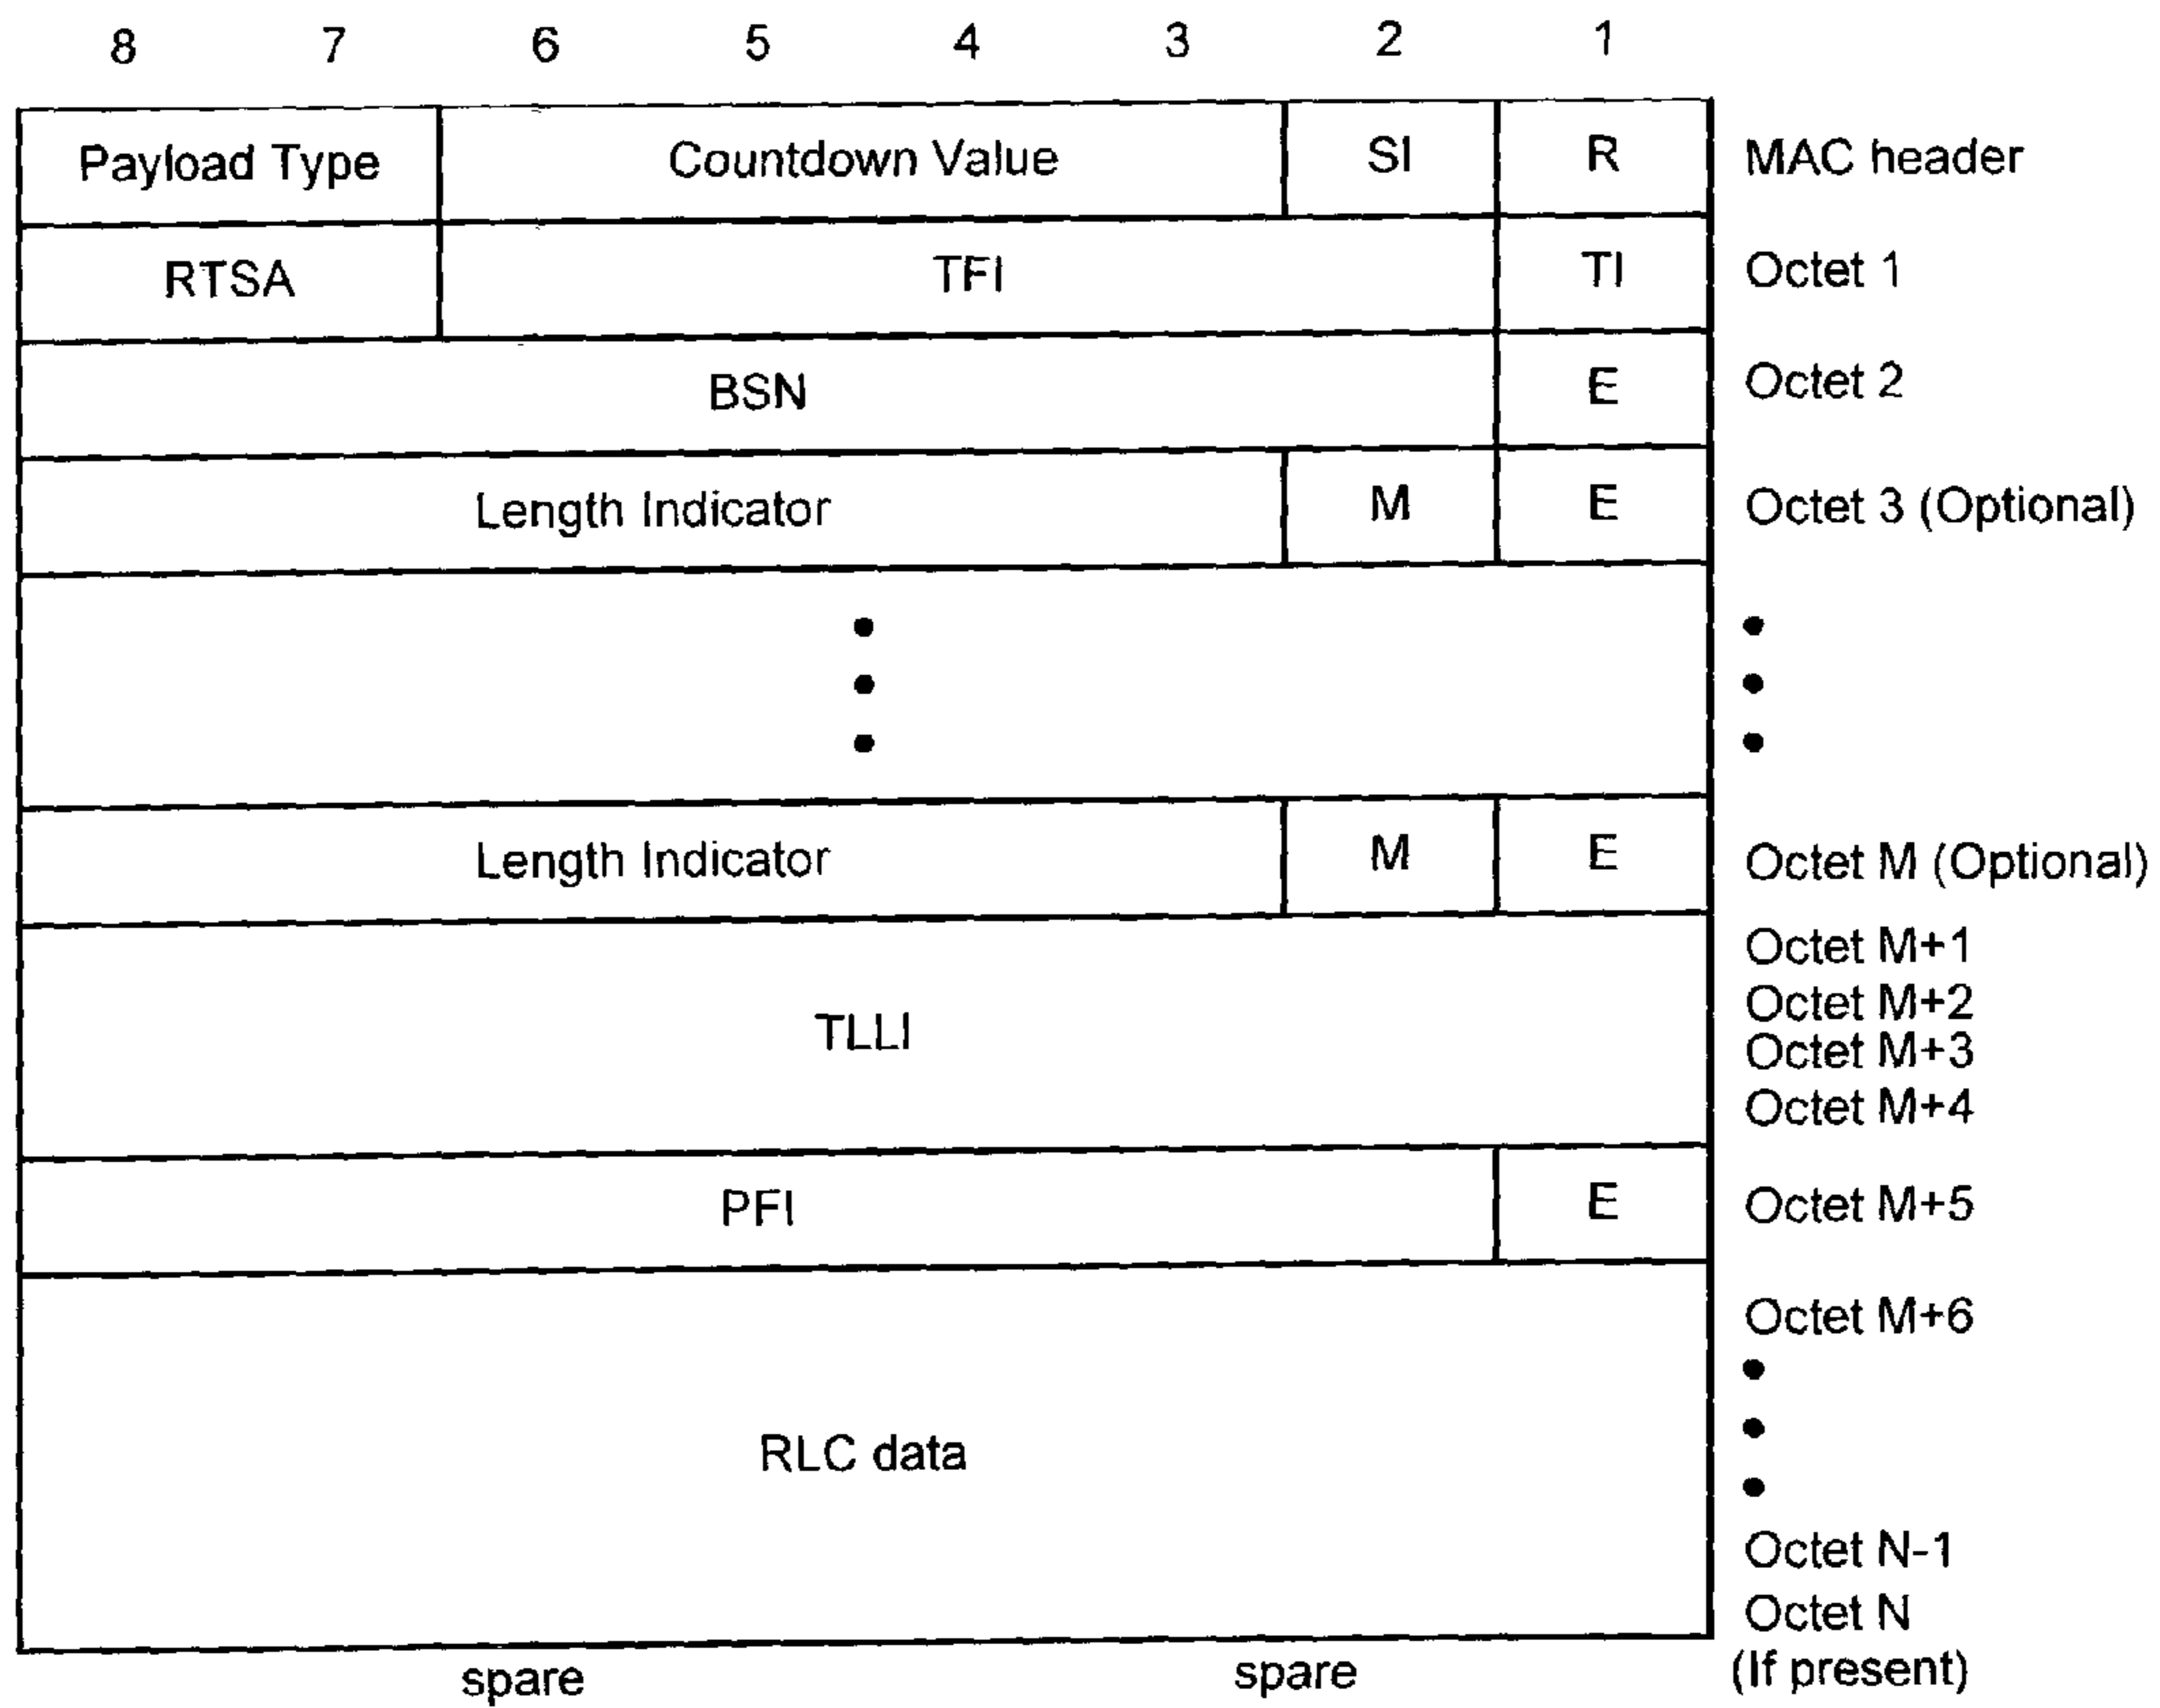 8 7 6 5 4 3 2 1
Payload Type Countdown Value SI R MAC header
RTSA TFI TI Octet 1
BSN E Octet 2
Length Indicator M E Octet 3 (Optional)
Length Indicator M E Octet M (Optional)
Octet M+1
Octet M+2
TLLI
Octet M+3
Octet M+4
PFI E Octet M+5
Octet M+6
RLC data
Octet N-1
Octet N
spare spare (If present)